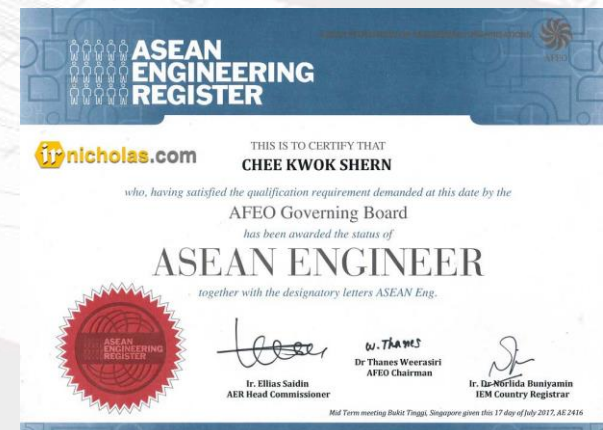 ASEAN
ENGINEERING
REGISTER
AFEO
irnicholas.com
THIS IS TO CERTIFY THAT
CHEE KWOK SHERN
who, having satisfied the qualification requirement demanded at this date by the
AFEO Governing Board
has been awarded the status of
ASEAN ENGINEER
together with the designatory letters ASEAN Eng.
ASEAN
ENGINEERING
REGISTER
Ir. Ellias Saidin
AER Head Commissioner
W. Thanes
Dr Thanes Weerasiri
AFEO Chairman
Ir. Dr Norlida Buniyamin
IEM Country Registrar
Mid Term meeting Bukit Tinggi, Singapore given this 17 day of July 2017, AE 2416